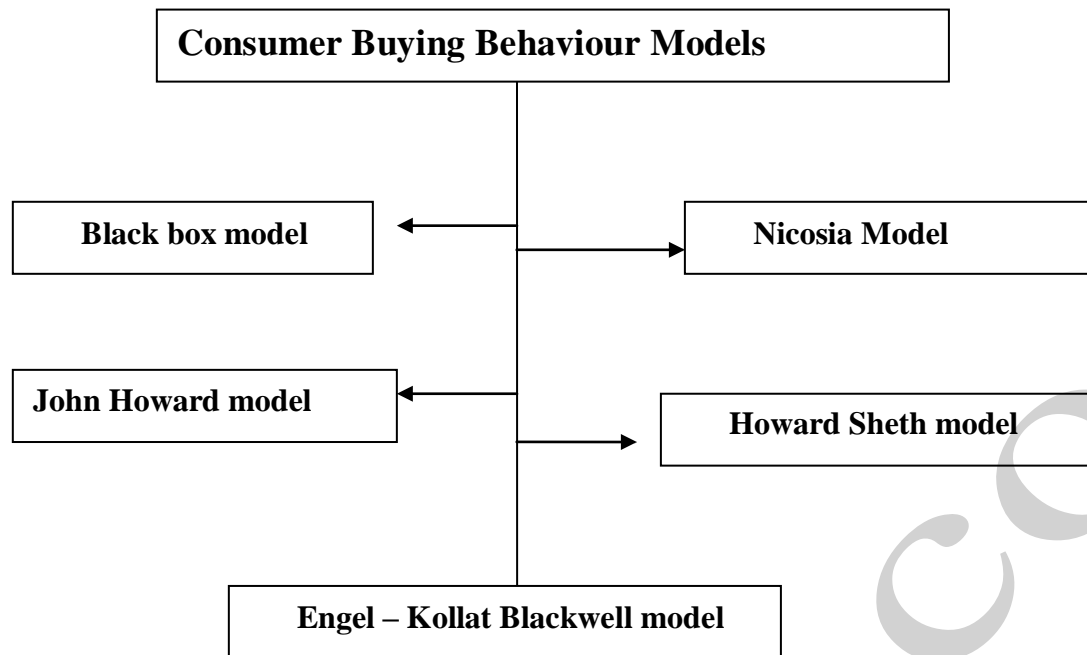 Consumer Buying Behaviour Models
Black box model
Nicosia Model
John Howard model
Howard Sheth model
Engel – Kollat Blackwell model